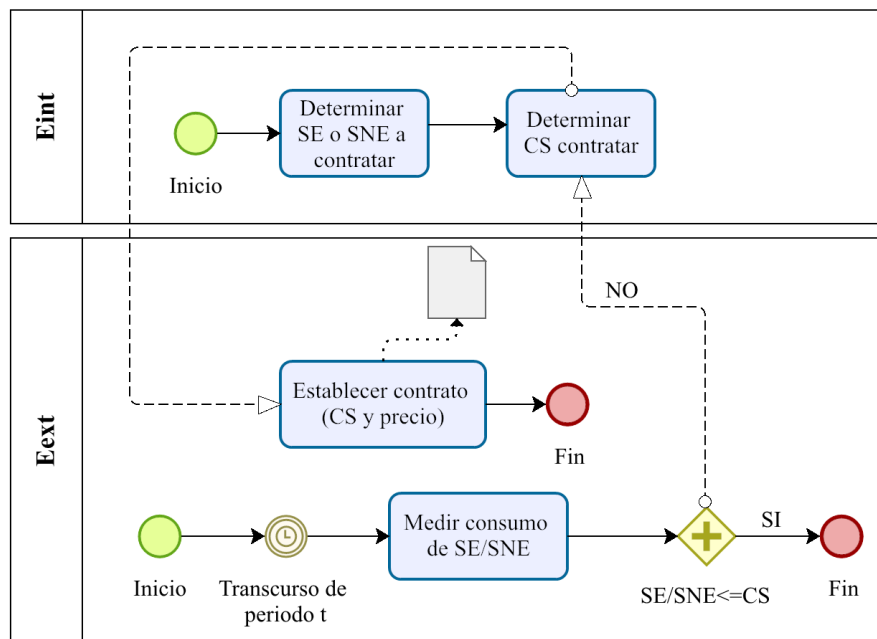 Eint
Determinar
SE o SNE a
contratar
Determinar
CS contratar
Inicio
Eext
NO
Establecer contrato
(CS y precio)
Fin
Medir consumo
de SE/SNE
SI
Inicio
Transcurso de
periodo t
SE/SNE<=CS
Fin